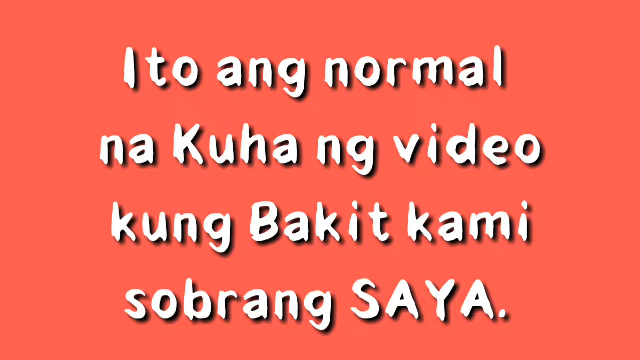 Ito ang normal
na Kuha ng video
kung Bakit kami
sobrang SAYA.